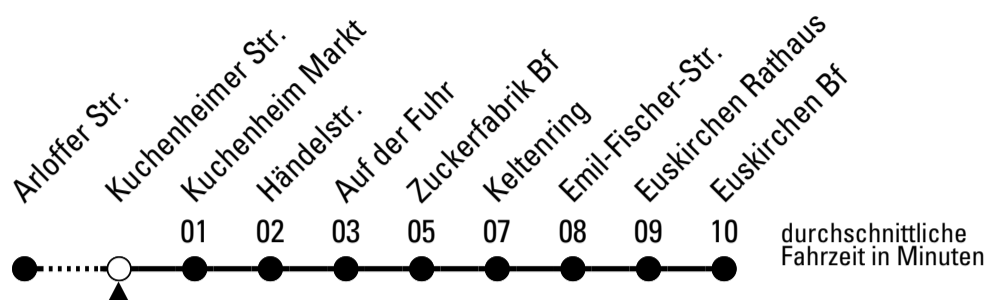 Arloffer Str.
Kuchenheimer Str.
Kuchenheim Markt
Händelstr.
Auf der Fuhr
Zuckerfabrik Bf
Keltenring
Emil-Fischer-Str.
Euskirchen Rathaus
Euskirchen Bf
01 02 03 05 07 08 09 10
durchschnittliche
Fahrzeit in Minuten